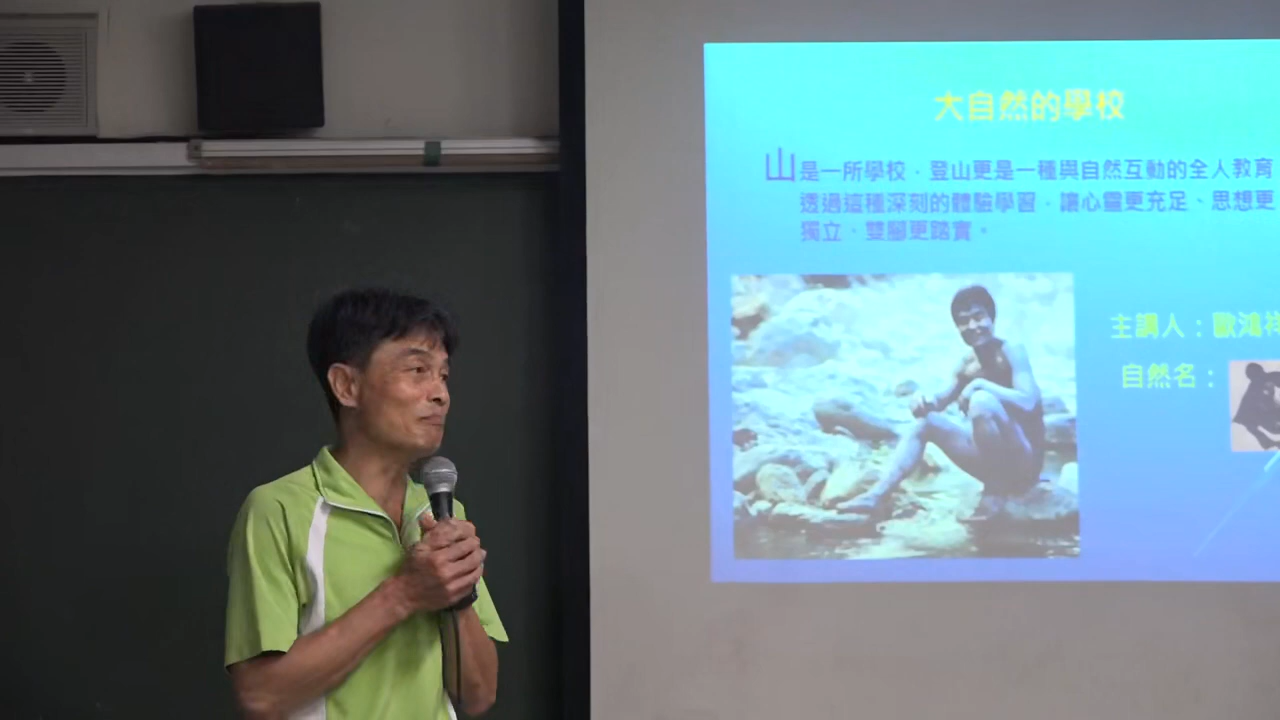 大自然的學校
山是一所學校．登山更是一種與自然互動的全人教育
透過這種深刻的體驗學習．讓心靈更充足、思想更
獨立．雙腳更踏實。
主講人：歐鴻祥
自然名：